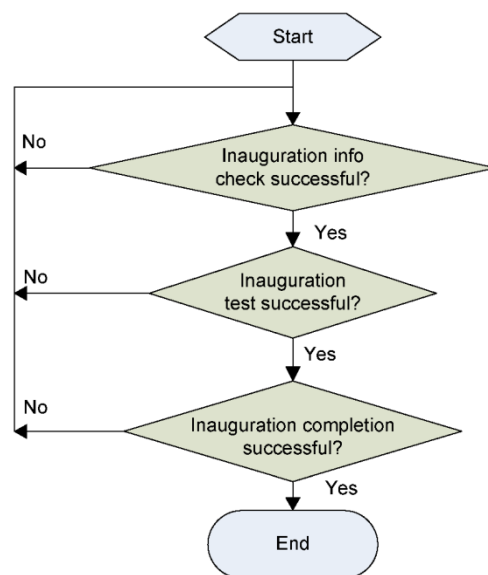 Start
No
Inauguration info
check successful?
Yes
No
Inauguration
test successful?
Yes
No
Inauguration completion
successful?
Yes
End